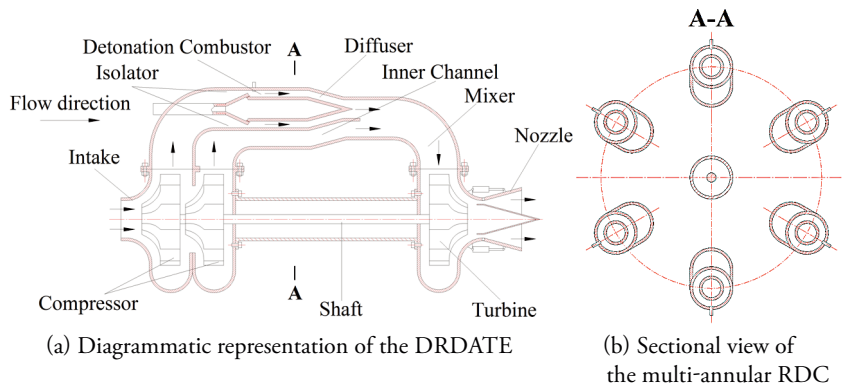 A
Detonation Combustor
Diffuser
Isolator
Inner Channel
Flow direction
Mixer
Intake
Nozzle
Compressor
A
Shaft
Turbine
(a) Diagrammatic representation of the DRDATE
A-A
(b) Sectional view of
the multi-annular RDC